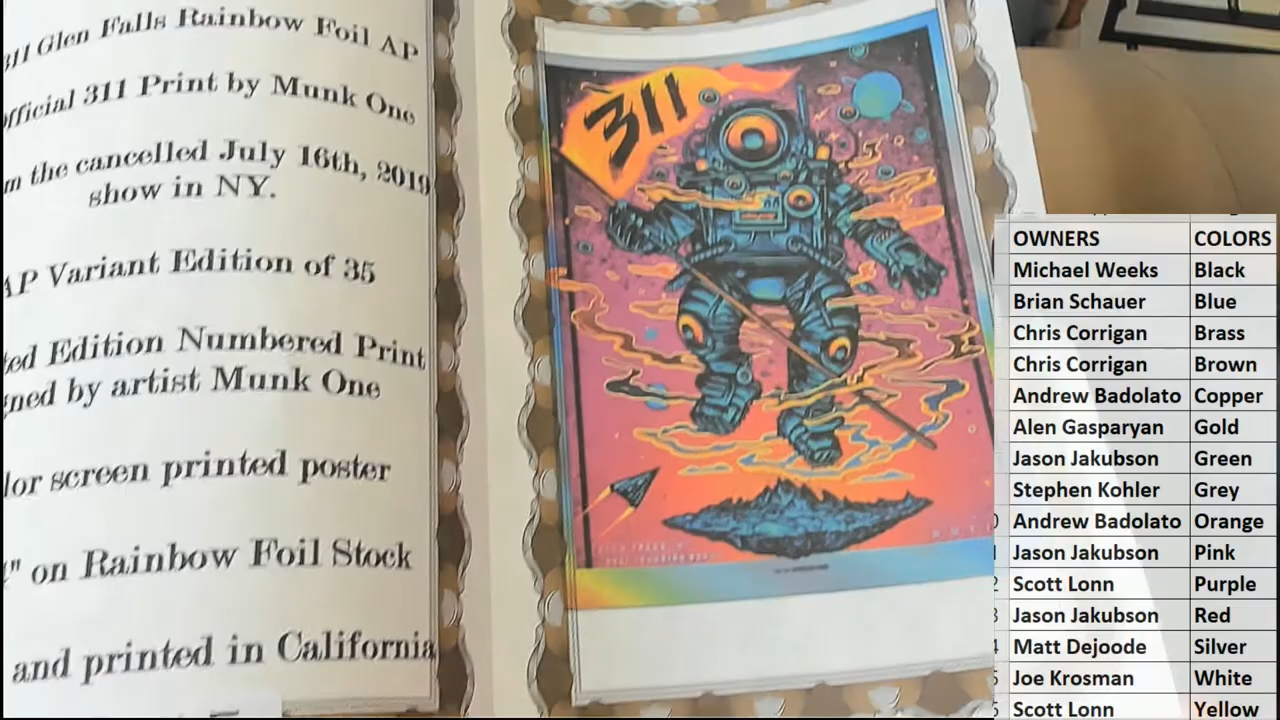 311 Glen Falls Rainbow Foil AP
official 311 Print by Munk One
the cancelled July 16th, 2019
show in NY.
AP Variant Edition of 35
Edition Numbered Print
by artist Munk One
screen printed poster
on Rainbow Foil Stock
and printed in California
311
OWNERS COLORS
Michael Weeks Black
Brian Schauer Blue
Chris Corrigan Brass
Chris Corrigan Brown
Andrew Badolato Copper
Alen Gasparyan Gold
Jason Jakubson Green
Stephen Kohler Grey
Andrew Badolato Orange
Jason Jakubson Pink
Scott Lonn Purple
Jason Jakubson Red
Matt Dejoode Silver
Joe Krosman White
Scott Lonn Yellow